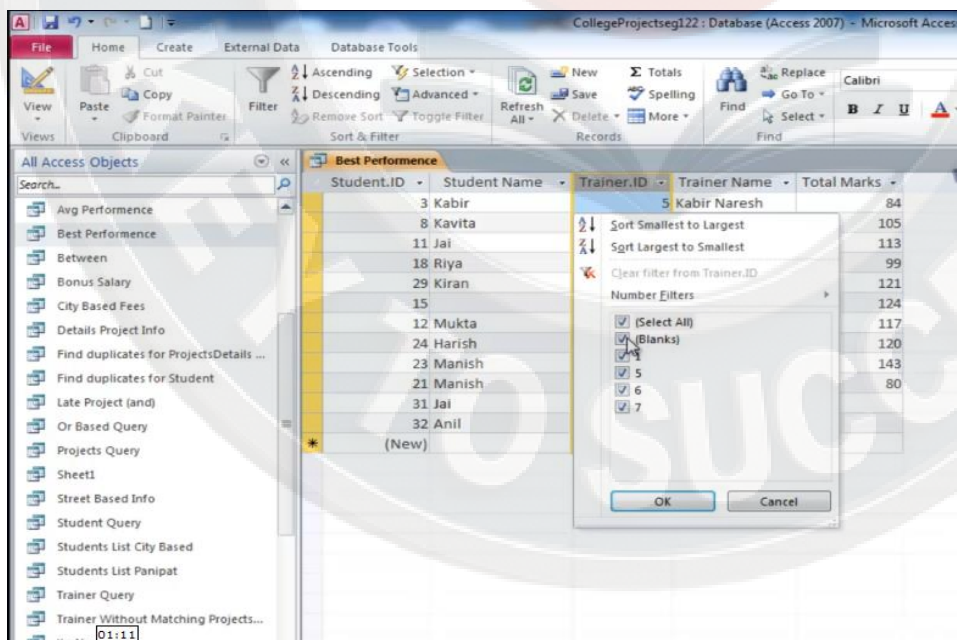 CollegeProjectseg122 : Database (Access 2007) - Microsoft Acces
File Home Create External Data Database Tools
View Paste Cut Copy Format Painter Filter Ascending Descending Remove Sort Selection Advanced Toggle Filter Refresh All New Save Delete Totals Spelling More Find Replace Go To Select Calibri B I U A
Views Clipboard Sort & Filter Records Find
All Access Objects
Search...
Avg Performence
Best Performence
Between
Bonus Salary
City Based Fees
Details Project Info
Find duplicates for ProjectsDetails ...
Find duplicates for Student
Late Project (and)
Or Based Query
Projects Query
Sheet1
Street Based Info
Student Query
Students List City Based
Students List Panipat
Trainer Query
Trainer Without Matching Projects...
01:11
Best Performence
Student.ID Student Name Trainer.ID Trainer Name Total Marks
3 Kabir 5 Kabir Naresh 84
8 Kavita 105
11 Jai 113
18 Riya 99
29 Kiran 121
15 124
12 Mukta 117
24 Harish 120
23 Manish 143
21 Manish 80
31 Jai
32 Anil
* (New)
Sort Smallest to Largest
Sort Largest to Smallest
Clear filter from Trainer.ID
Number Filters
(Select All)
(Blanks)
1
5
6
7
OK Cancel
TO SUCC